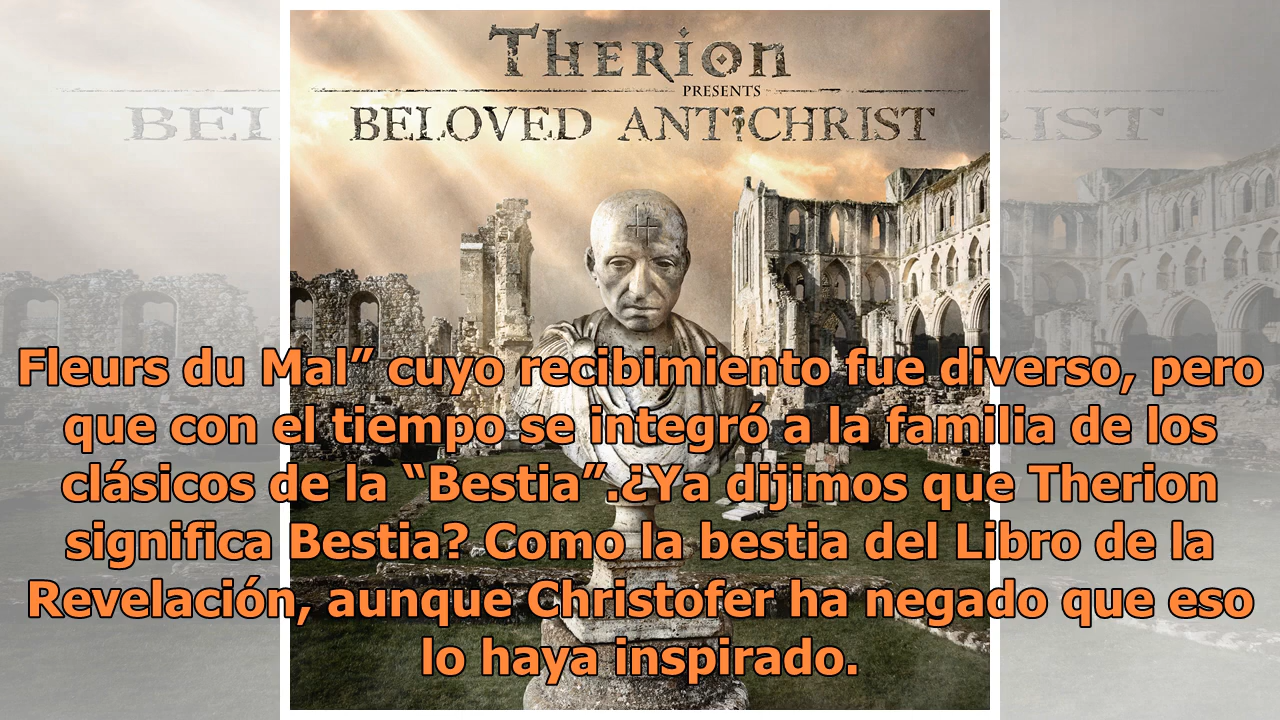 THERION
PRESENTS
BELOVED ANTICHRIST
BEL
RIST
Fleurs du Mal” cuyo recibimiento fue diverso, pero
que con el tiempo se integró a la familia de los
clásicos de la “Bestia”.¿Ya dijimos que Therion
significa Bestia? Como la bestia del Libro de la
Revelación, aunque Christofer ha negado que eso
lo haya inspirado.